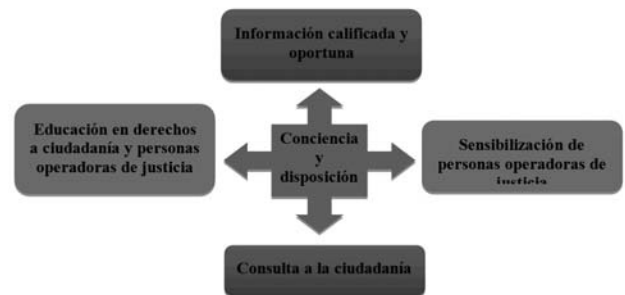 Información calificada y
oportuna
Educación en derechos
a ciudadanía y personas
operadoras de justicia
Conciencia
y
disposición
Sensibilización de
personas operadoras de
justicia
Consulta a la ciudadanía